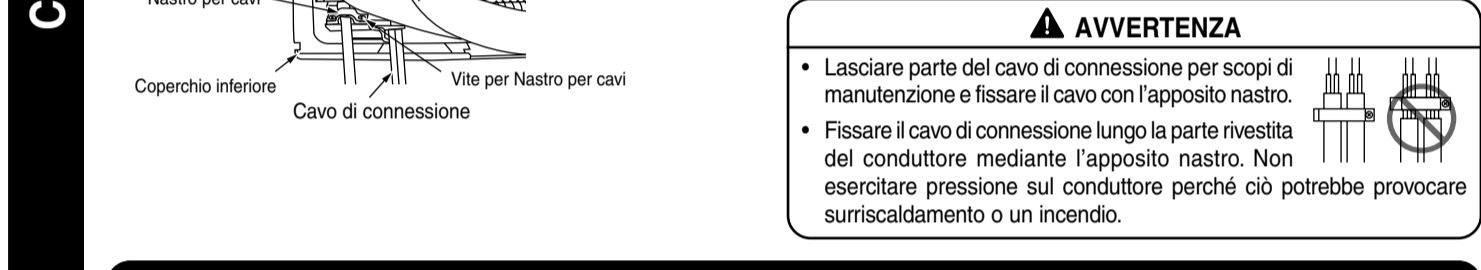 C
Nastro per cavi
Coperchio inferiore
Vite per Nastro per cavi
Cavo di connessione
AVVERTENZA
• Lasciare parte del cavo di connessione per scopi di
manutenzione e fissare il cavo con l'apposito nastro.
• Fissare il cavo di connessione lungo la parte rivestita
del conduttore mediante l'apposito nastro. Non
esercitare pressione sul conduttore perché ciò potrebbe provocare
surriscaldamento o un incendio.